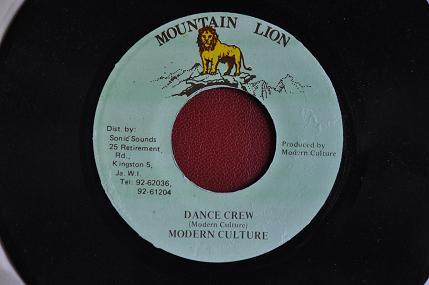 MOUNTAIN LION
Dist. by:
Sonic Sounds
25 Retirement
Rd.,
Kingston 5,
Ja. W.I.
Tel: 92-62036,
92-61204
Produced by
Modern Culture
DANCE CREW
(Modern Culture)
MODERN CULTURE